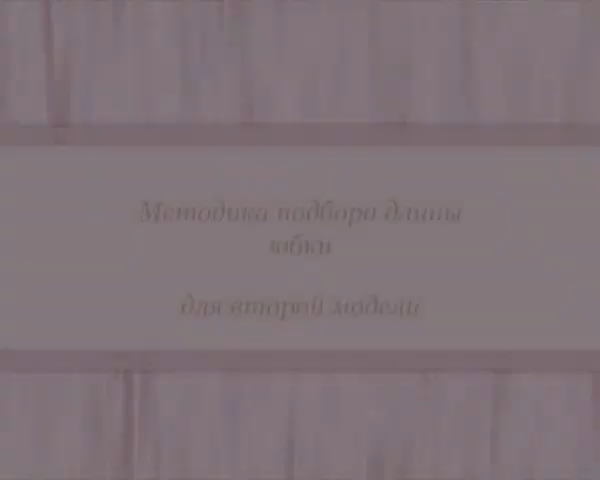 Методика подбора длины
юбки
для второй модели